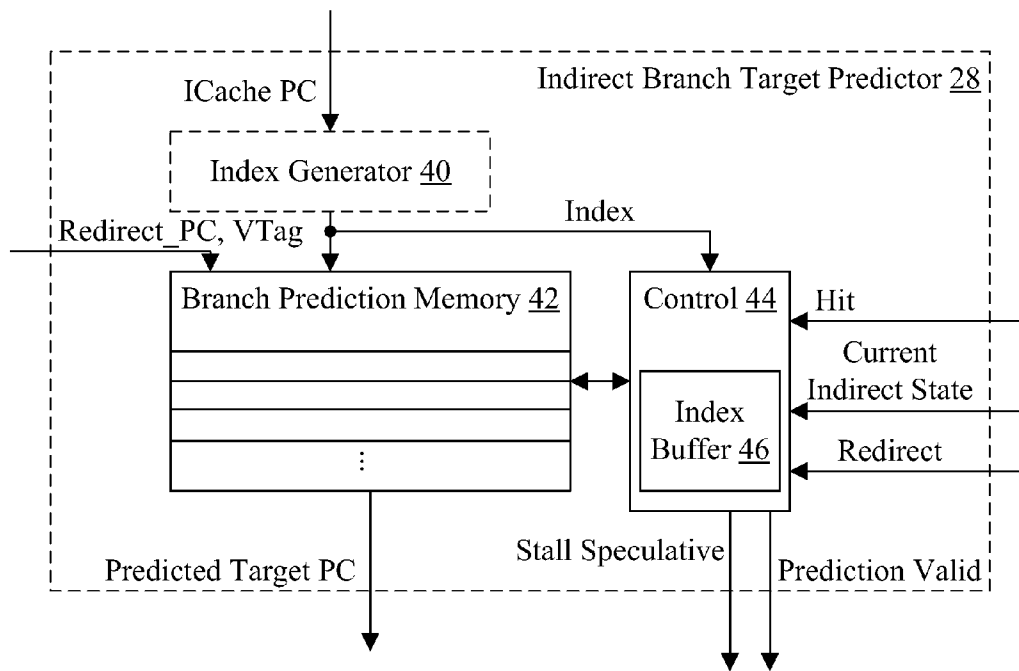 Indirect Branch Target Predictor 28
ICache PC
Index Generator 40
Index
Redirect_PC, VTag
Branch Prediction Memory 42
Control 44
Hit
Current
Indirect State
Index
Buffer 46
Redirect
⋮
Stall Speculative
Predicted Target PC
Prediction Valid